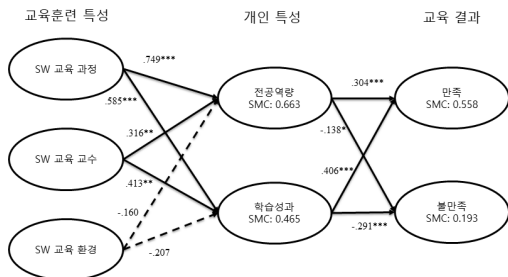 교육훈련 특성
개인 특성
교육 결과
SW 교육 과정
SW 교육 교수
SW 교육 환경
.749***
.585***
.316**
.413**
-.160
-.207
전공역량
SMC: 0.663
학습성과
SMC: 0.465
.304***
-.138*
.406***
-.291***
만족
SMC: 0.558
불만족
SMC: 0.193